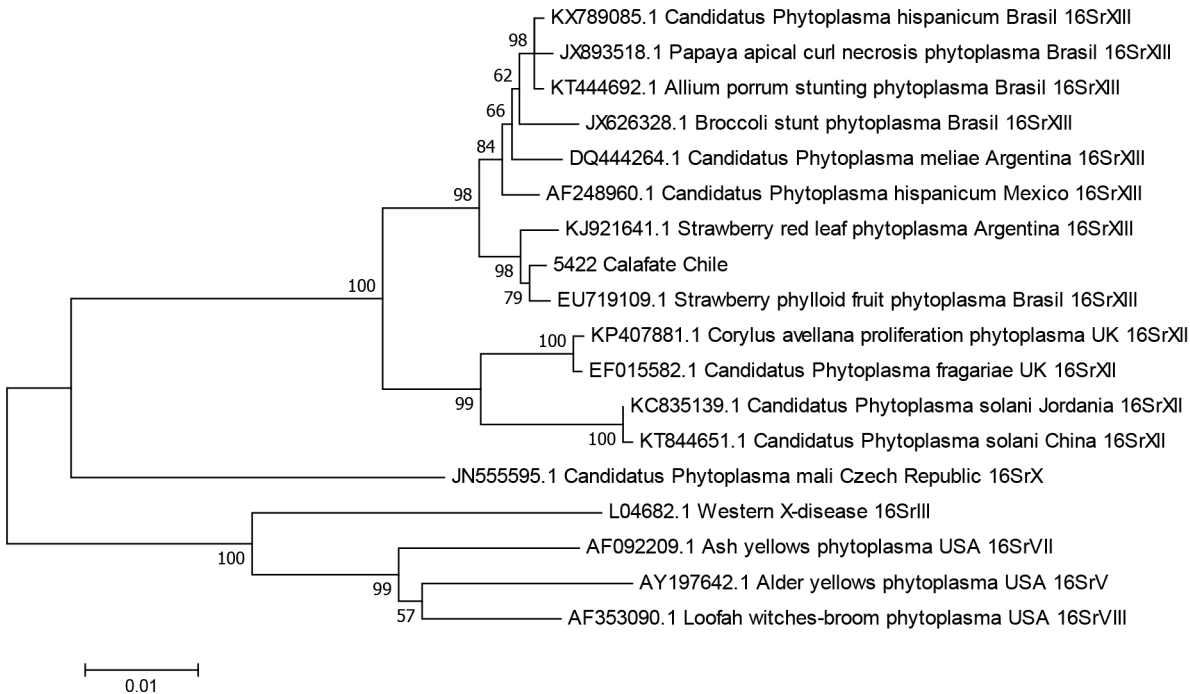 KX789085.1 Candidatus Phytoplasma hispanicum Brasil 16SrXIII
98
JX893518.1 Papaya apical curl necrosis phytoplasma Brasil 16SrXIII
62
KT444692.1 Allium porrum stunting phytoplasma Brasil 16SrXIII
66
JX626328.1 Broccoli stunt phytoplasma Brasil 16SrXIII
84
DQ444264.1 Candidatus Phytoplasma meliae Argentina 16SrXIII
98
AF248960.1 Candidatus Phytoplasma hispanicum Mexico 16SrXIII
KJ921641.1 Strawberry red leaf phytoplasma Argentina 16SrXIII
98
5422 Calafate Chile
100
79
EU719109.1 Strawberry phylloid fruit phytoplasma Brasil 16SrXIII
100
KP407881.1 Corylus avellana proliferation phytoplasma UK 16SrXII
EF015582.1 Candidatus Phytoplasma fragariae UK 16SrXII
99
KC835139.1 Candidatus Phytoplasma solani Jordania 16SrXII
100
KT844651.1 Candidatus Phytoplasma solani China 16SrXII
JN555595.1 Candidatus Phytoplasma mali Czech Republic 16SrX
L04682.1 Western X-disease 16SrIII
100
AF092209.1 Ash yellows phytoplasma USA 16SrVII
99
AY197642.1 Alder yellows phytoplasma USA 16SrV
57
AF353090.1 Loofah witches-broom phytoplasma USA 16SrVIII
0.01